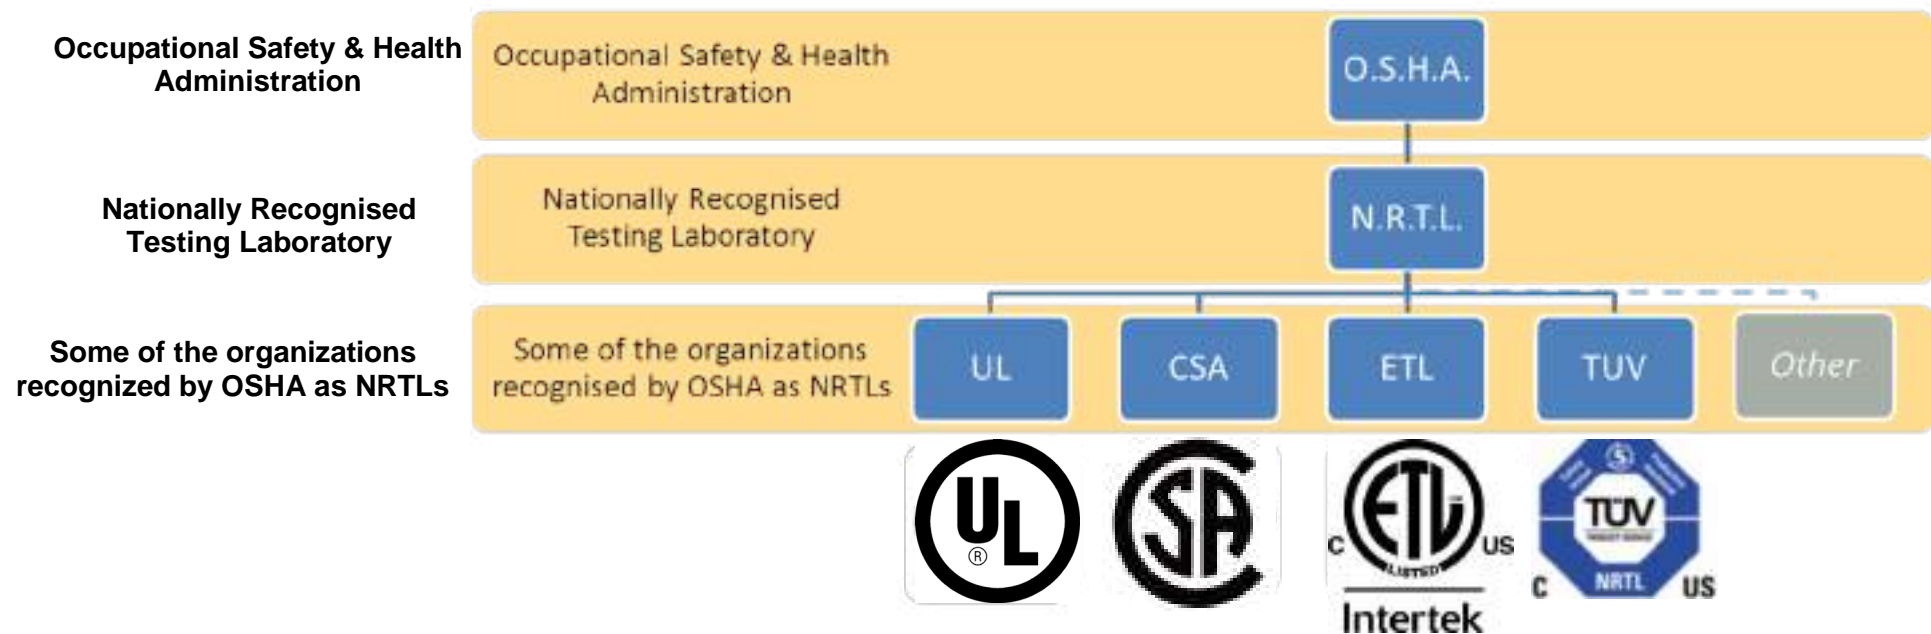 Occupational Safety & Health
Administration
Occupational Safety & Health
Administration
O.S.H.A.
Nationally Recognised
Testing Laboratory
Nationally Recognised
Testing Laboratory
N.R.T.L.
Some of the organizations
recognized by OSHA as NRTLs
Some of the organizations
recognised by OSHA as NRTLs
UL
CSA
ETL
TUV
Other
UL
®
CSA
ETL
C
US
LISTED
Intertek
TÜV
NRTL
C
US